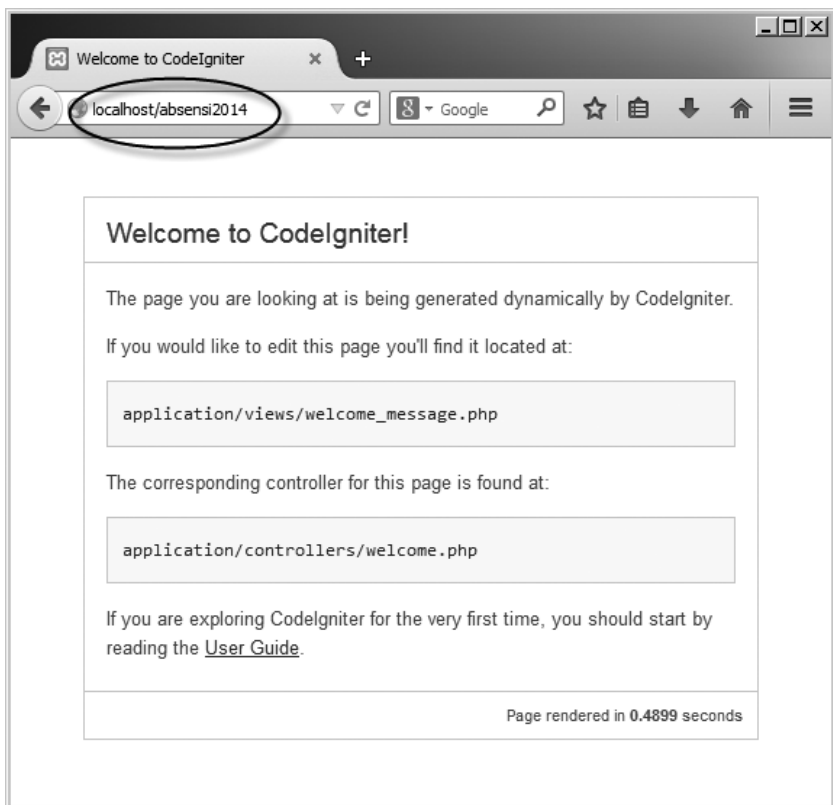 Welcome to CodeIgniter
localhost/absensi2014
Google
Welcome to CodeIgniter!
The page you are looking at is being generated dynamically by CodeIgniter.
If you would like to edit this page you'll find it located at:
application/views/welcome_message.php
The corresponding controller for this page is found at:
application/controllers/welcome.php
If you are exploring CodeIgniter for the very first time, you should start by
reading the User Guide.
Page rendered in 0.4899 seconds